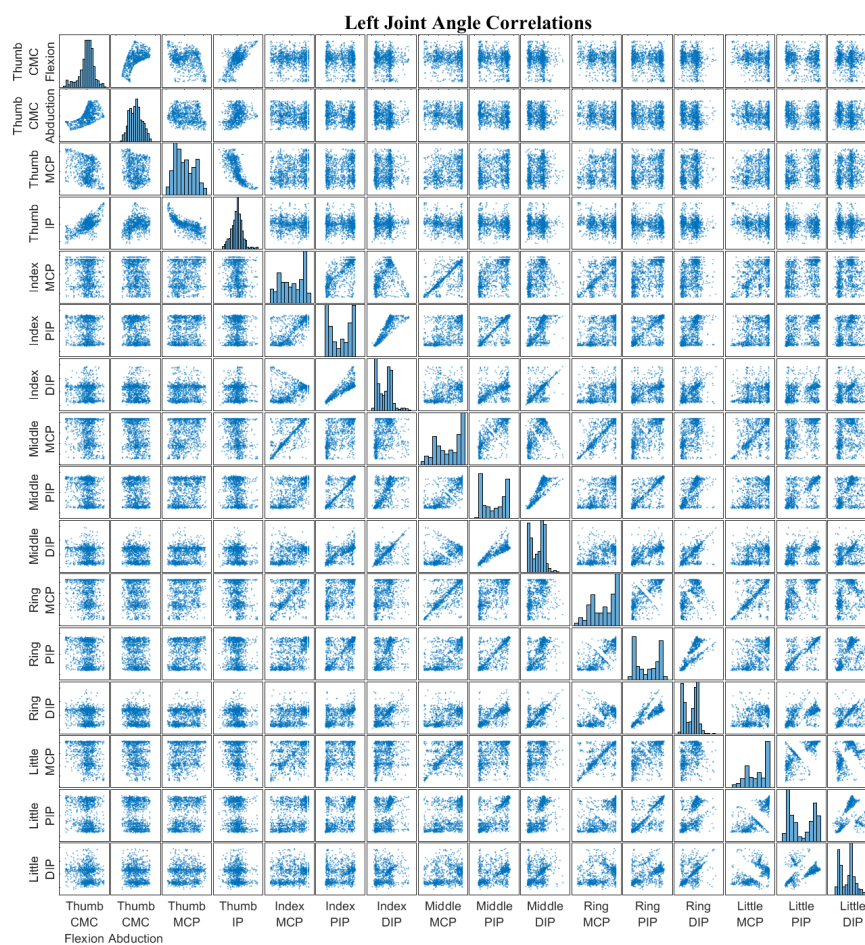 Left Joint Angle Correlations
Thumb
CMC
Flexion
Thumb
CMC
Abduction
Thumb
MCP
Thumb
IP
Index
MCP
Index
PIP
Index
DIP
Middle
MCP
Middle
PIP
Middle
DIP
Ring
MCP
Ring
PIP
Ring
DIP
Little
MCP
Little
PIP
Little
DIP
Thumb Thumb Thumb Thumb Index Index Index Middle Middle Middle Ring Ring Ring Little Little Little
CMC CMC MCP IP MCP PIP DIP MCP PIP DIP MCP PIP DIP MCP PIP DIP
Flexion Abduction